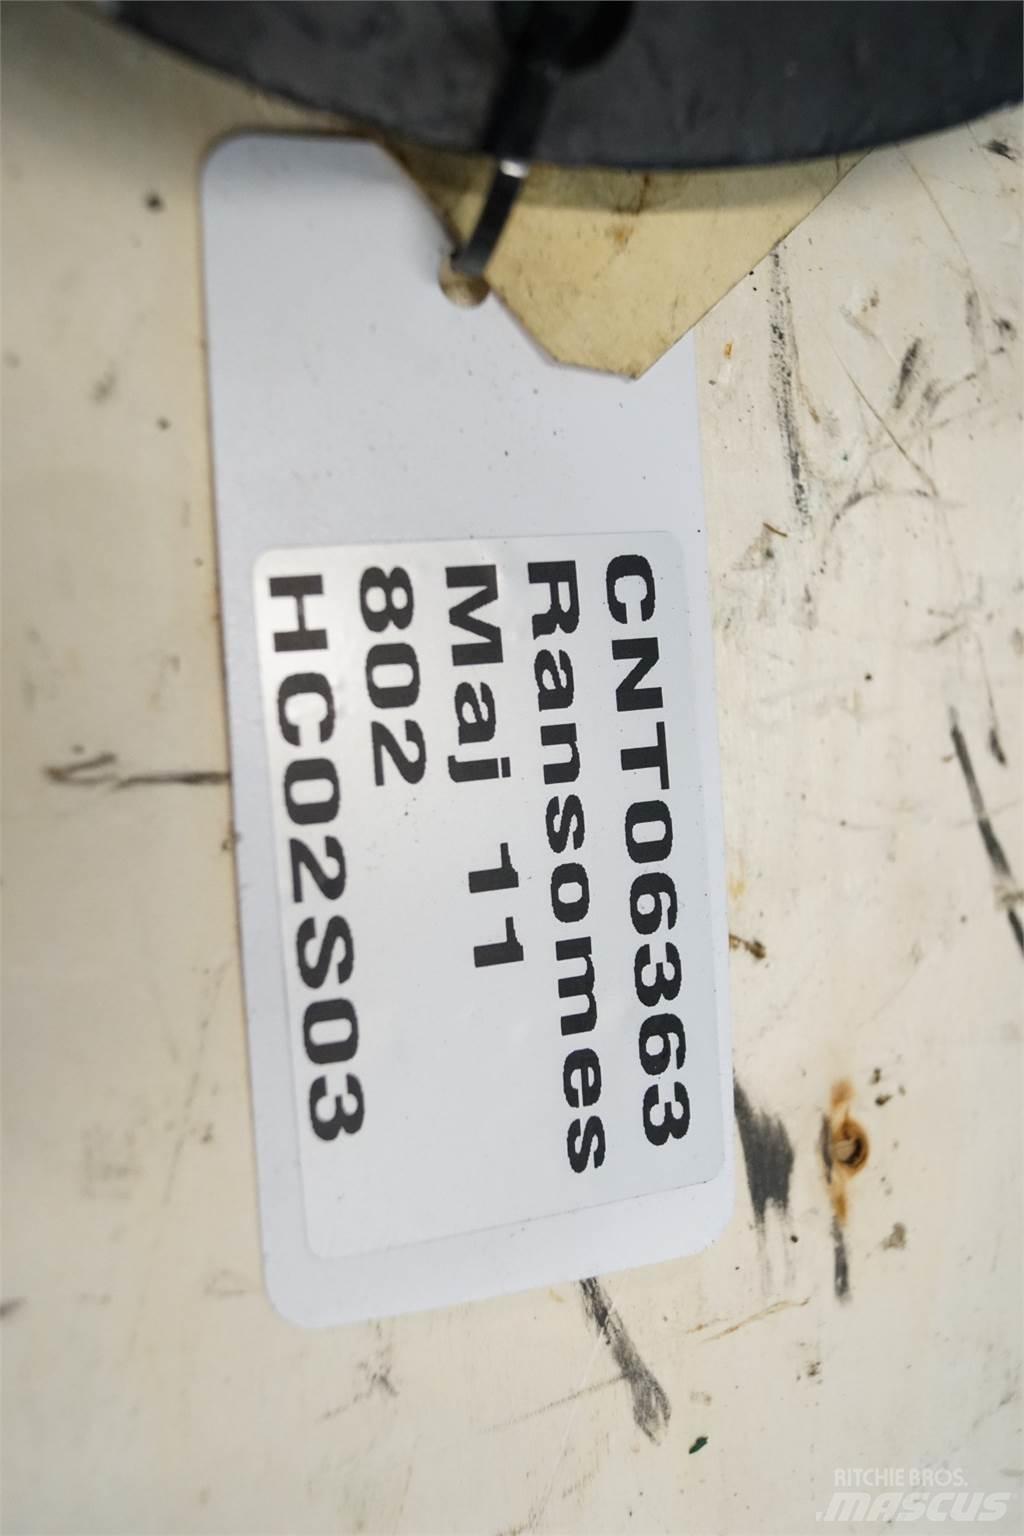 CNT06363
Ransomes
Maj 11
802
HC02S03
RITCHIE BROS.
MASCUS